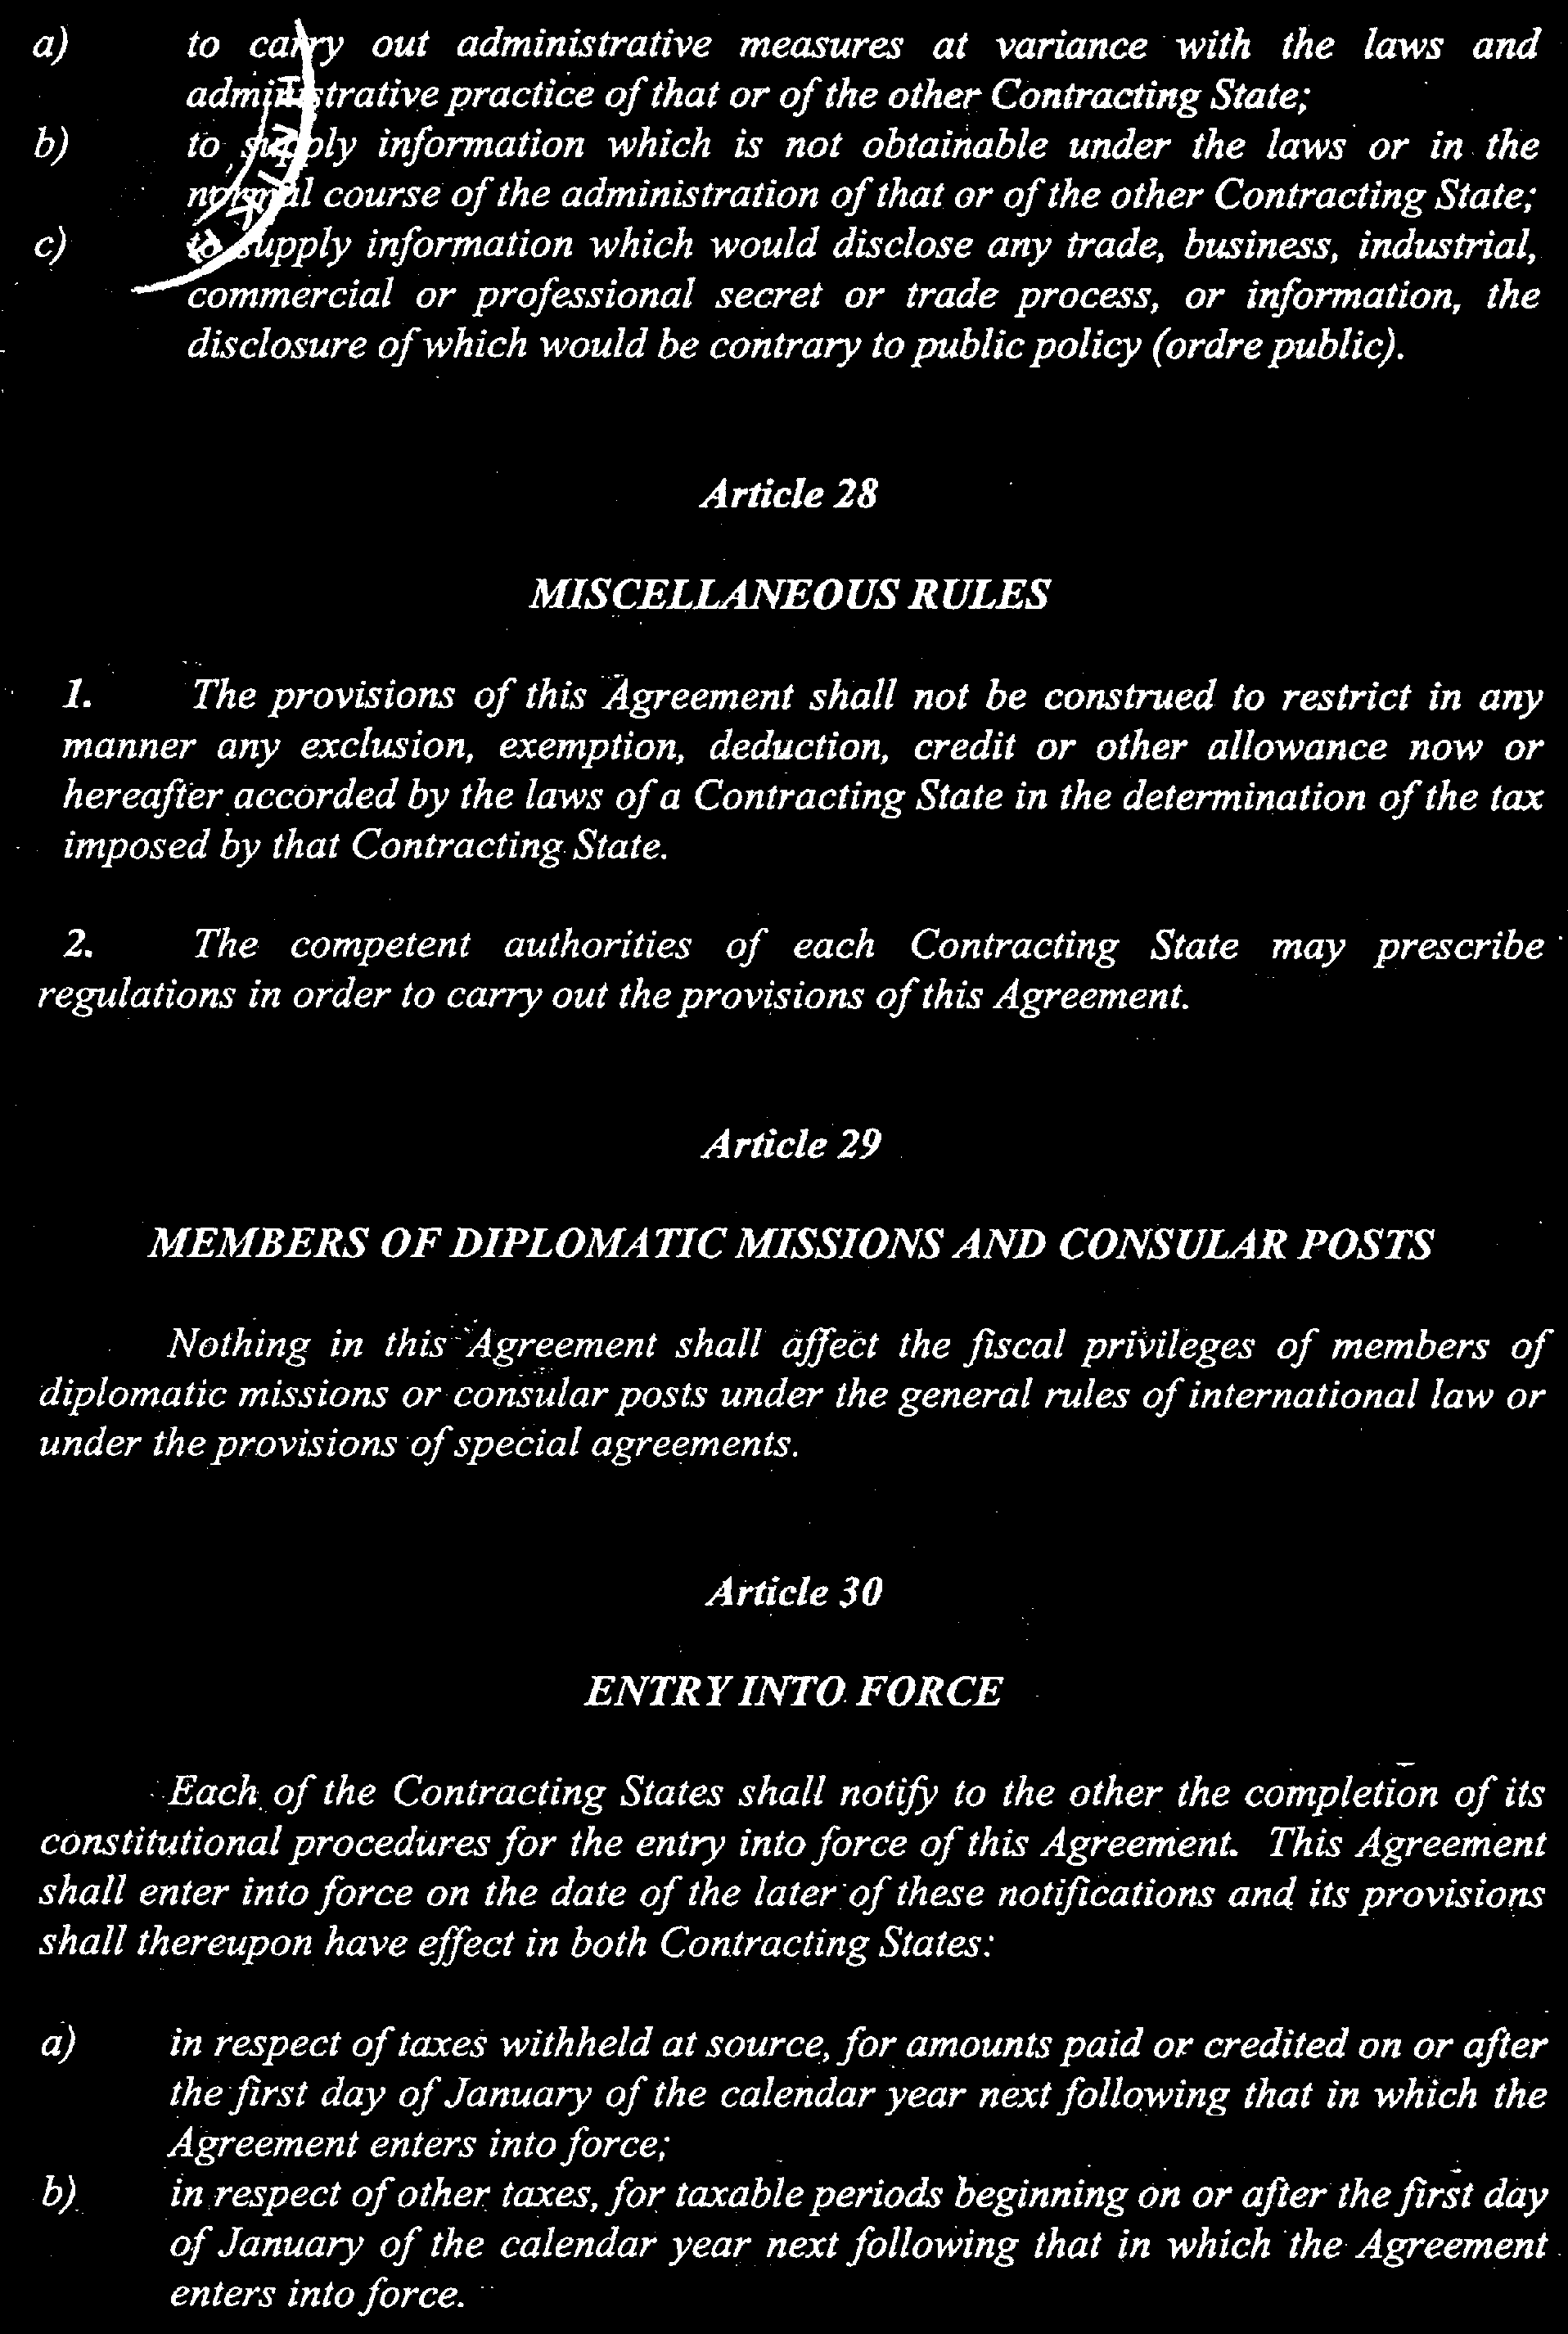 a) to carry out administrative measures at variance with the laws and
administrative practice of that or of the other Contracting State;
b) to supply information which is not obtainable under the laws or in the
normal course of the administration of that or of the other Contracting State;
c) to supply information which would disclose any trade, business, industrial,
commercial or professional secret or trade process, or information, the
disclosure of which would be contrary to public policy (ordre public).
Article 28
MISCELLANEOUS RULES
1. The provisions of this Agreement shall not be construed to restrict in any
manner any exclusion, exemption, deduction, credit or other allowance now or
hereafter accorded by the laws of a Contracting State in the determination of the tax
imposed by that Contracting State.
2. The competent authorities of each Contracting State may prescribe
regulations in order to carry out the provisions of this Agreement.
Article 29
MEMBERS OF DIPLOMATIC MISSIONS AND CONSULAR POSTS
Nothing in this Agreement shall affect the fiscal privileges of members of
diplomatic missions or consular posts under the general rules of international law or
under the provisions of special agreements.
Article 30
ENTRY INTO FORCE
Each of the Contracting States shall notify to the other the completion of its
constitutional procedures for the entry into force of this Agreement. This Agreement
shall enter into force on the date of the later of these notifications and its provisions
shall thereupon have effect in both Contracting States:
a) in respect of taxes withheld at source, for amounts paid or credited on or after
the first day of January of the calendar year next following that in which the
Agreement enters into force;
b) in respect of other taxes, for taxable periods beginning on or after the first day
of January of the calendar year next following that in which the Agreement
enters into force.